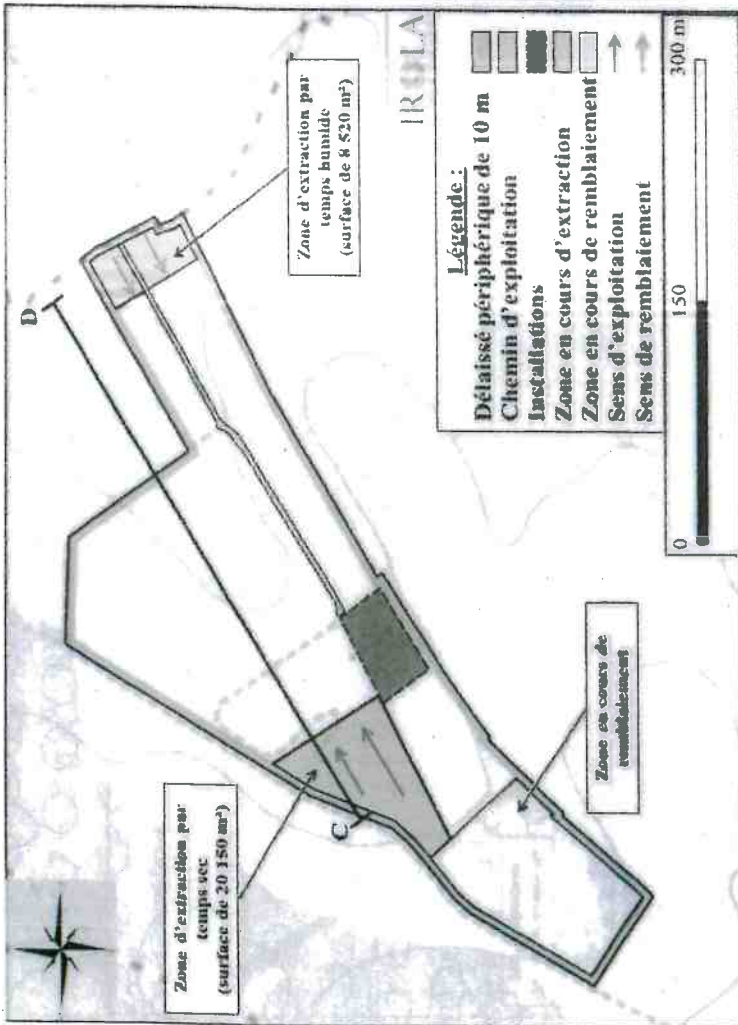 D
C
Zone d'extraction par
temps humide
(surface de 8 520 m²)
Zone d'extraction par
temps sec
(surface de 20 150 m²)
Zone en cours de
remblaiement
Légende :
Délaissé périphérique de 10 m
Chemin d'exploitation
Installations
Zone en cours d'extraction
Zone en cours de remblaiement
Sens d'exploitation
Sens de remblaiement
0
150
300 m